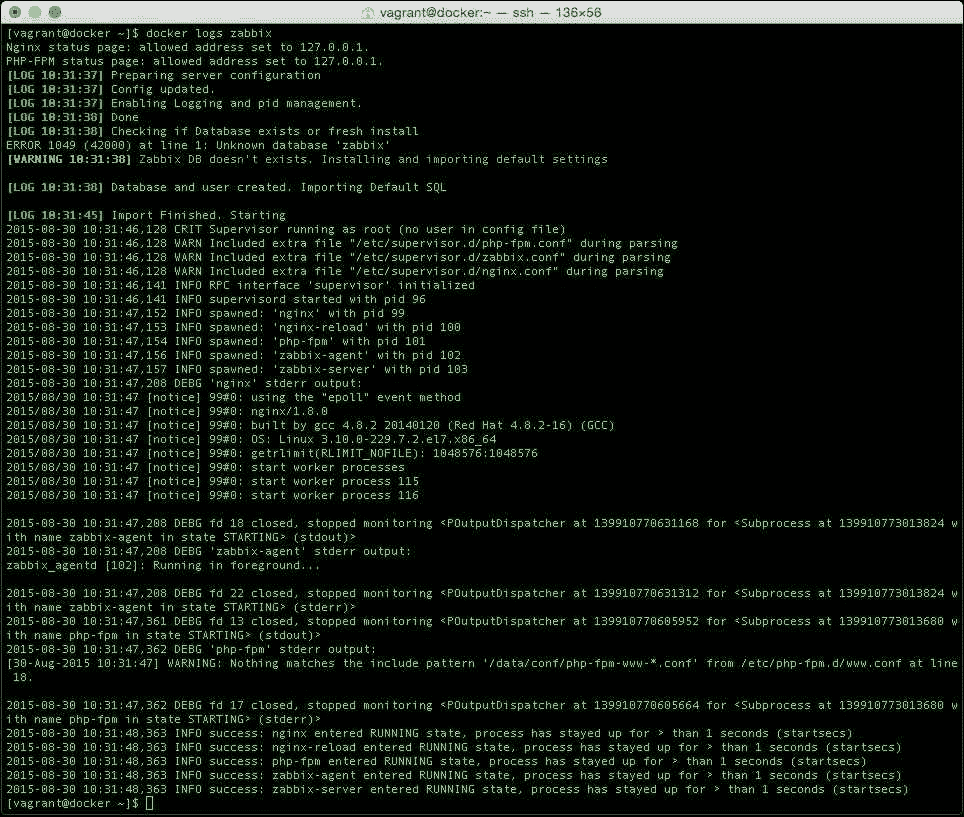 vagrant@docker:~ — ssh — 136×56
[vagrant@docker ~]$ docker logs zabbix
Nginx status page: allowed address set to 127.0.0.1.
PHP-FPM status page: allowed address set to 127.0.0.1.
[LOG 10:31:37] Preparing server configuration
[LOG 10:31:37] Config updated.
[LOG 10:31:37] Enabling Logging and pid management.
[LOG 10:31:38] Done
[LOG 10:31:38] Checking if Database exists or fresh install
ERROR 1049 (42000) at line 1: Unknown database 'zabbix'
[WARNING 10:31:38] Zabbix DB doesn't exists. Installing and importing default settings
[LOG 10:31:38] Database and user created. Importing Default SQL
[LOG 10:31:45] Import Finished. Starting
2015-08-30 10:31:46,128 CRIT Supervisor running as root (no user in config file)
2015-08-30 10:31:46,128 WARN Included extra file "/etc/supervisor.d/php-fpm.conf" during parsing
2015-08-30 10:31:46,128 WARN Included extra file "/etc/supervisor.d/zabbix.conf" during parsing
2015-08-30 10:31:46,128 WARN Included extra file "/etc/supervisor.d/nginx.conf" during parsing
2015-08-30 10:31:46,141 INFO RPC interface 'supervisor' initialized
2015-08-30 10:31:46,141 INFO supervisord started with pid 96
2015-08-30 10:31:47,152 INFO spawned: 'nginx' with pid 99
2015-08-30 10:31:47,153 INFO spawned: 'nginx-reload' with pid 100
2015-08-30 10:31:47,154 INFO spawned: 'php-fpm' with pid 101
2015-08-30 10:31:47,156 INFO spawned: 'zabbix-agent' with pid 102
2015-08-30 10:31:47,157 INFO spawned: 'zabbix-server' with pid 103
2015-08-30 10:31:47,208 DEBG 'nginx' stderr output:
2015/08/30 10:31:47 [notice] 99#0: using the "epoll" event method
2015/08/30 10:31:47 [notice] 99#0: nginx/1.8.0
2015/08/30 10:31:47 [notice] 99#0: built by gcc 4.8.2 20140120 (Red Hat 4.8.2-16) (GCC)
2015/08/30 10:31:47 [notice] 99#0: OS: Linux 3.10.0-229.7.2.el7.x86_64
2015/08/30 10:31:47 [notice] 99#0: getrlimit(RLIMIT_NOFILE): 1048576:1048576
2015/08/30 10:31:47 [notice] 99#0: start worker processes
2015/08/30 10:31:47 [notice] 99#0: start worker process 115
2015/08/30 10:31:47 [notice] 99#0: start worker process 116
2015-08-30 10:31:47,208 DEBG fd 18 closed, stopped monitoring <POutputDispatcher at 139910770631168 for <Subprocess at 139910773013824 w
ith name zabbix-agent in state STARTING> (stdout)>
2015-08-30 10:31:47,208 DEBG 'zabbix-agent' stderr output:
zabbix_agentd [102]: Running in foreground...
2015-08-30 10:31:47,208 DEBG fd 22 closed, stopped monitoring <POutputDispatcher at 139910770631312 for <Subprocess at 139910773013824 w
ith name zabbix-agent in state STARTING> (stderr)>
2015-08-30 10:31:47,361 DEBG fd 13 closed, stopped monitoring <POutputDispatcher at 139910770605952 for <Subprocess at 139910773013680 w
ith name php-fpm in state STARTING> (stdout)>
2015-08-30 10:31:47,362 DEBG 'php-fpm' stderr output:
[30-Aug-2015 10:31:47] WARNING: Nothing matches the include pattern '/data/conf/php-fpm-www-*.conf' from /etc/php-fpm.d/www.conf at line
 18.
2015-08-30 10:31:47,362 DEBG fd 17 closed, stopped monitoring <POutputDispatcher at 139910770605664 for <Subprocess at 139910773013680 w
ith name php-fpm in state STARTING> (stderr)>
2015-08-30 10:31:48,363 INFO success: nginx entered RUNNING state, process has stayed up for > than 1 seconds (startsecs)
2015-08-30 10:31:48,363 INFO success: nginx-reload entered RUNNING state, process has stayed up for > than 1 seconds (startsecs)
2015-08-30 10:31:48,363 INFO success: php-fpm entered RUNNING state, process has stayed up for > than 1 seconds (startsecs)
2015-08-30 10:31:48,363 INFO success: zabbix-agent entered RUNNING state, process has stayed up for > than 1 seconds (startsecs)
2015-08-30 10:31:48,363 INFO success: zabbix-server entered RUNNING state, process has stayed up for > than 1 seconds (startsecs)
[vagrant@docker ~]$